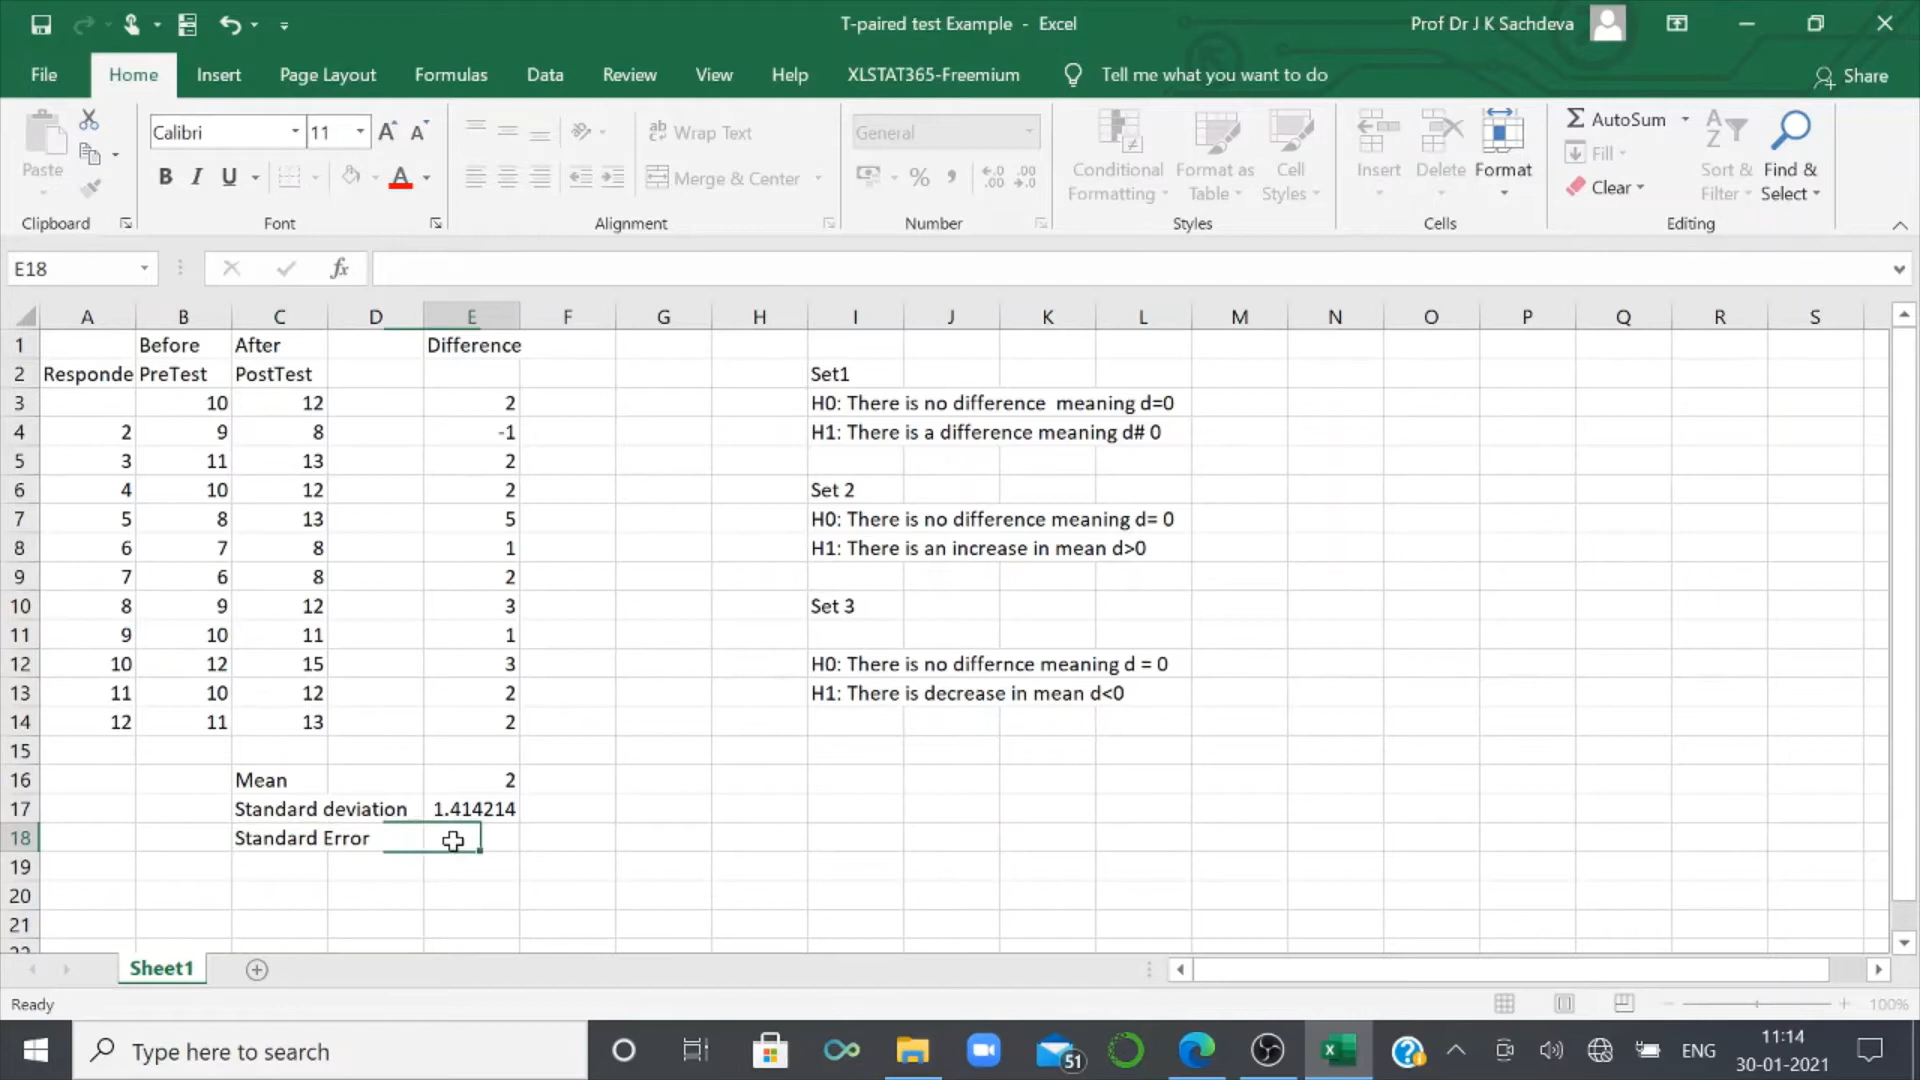 T-paired test Example - Excel
Prof Dr J K Sachdeva
File Home Insert Page Layout Formulas Data Review View Help XLSTAT365-Freemium Tell me what you want to do Share
Calibri 11 Wrap Text General AutoSum
Paste Conditional Format as Cell Insert Delete Format Fill Sort & Find &
B I U A Merge & Center % Formatting Table Styles Clear Filter Select
Clipboard Font Alignment Number Styles Cells Editing
E18 fx
A B C D E F G H I J K L M N O P Q R S
1 Before After Difference
2 Responde PreTest PostTest Set1
3 10 12 2 H0: There is no difference  meaning d=0
4 2 9 8 -1 H1: There is a difference meaning d# 0
5 3 11 13 2
6 4 10 12 2 Set 2
7 5 8 13 5 H0: There is no difference meaning d= 0
8 6 7 8 1 H1: There is an increase in mean d>0
9 7 6 8 2
10 8 9 12 3 Set 3
11 9 10 11 1
12 10 12 15 3 H0: There is no differnce meaning d = 0
13 11 10 12 2 H1: There is decrease in mean d<0
14 12 11 13 2
15
16 Mean 2
17 Standard deviation 1.414214
18 Standard Error
19
20
21
Sheet1
Ready 100%
Type here to search 51 ENG 11:14
30-01-2021